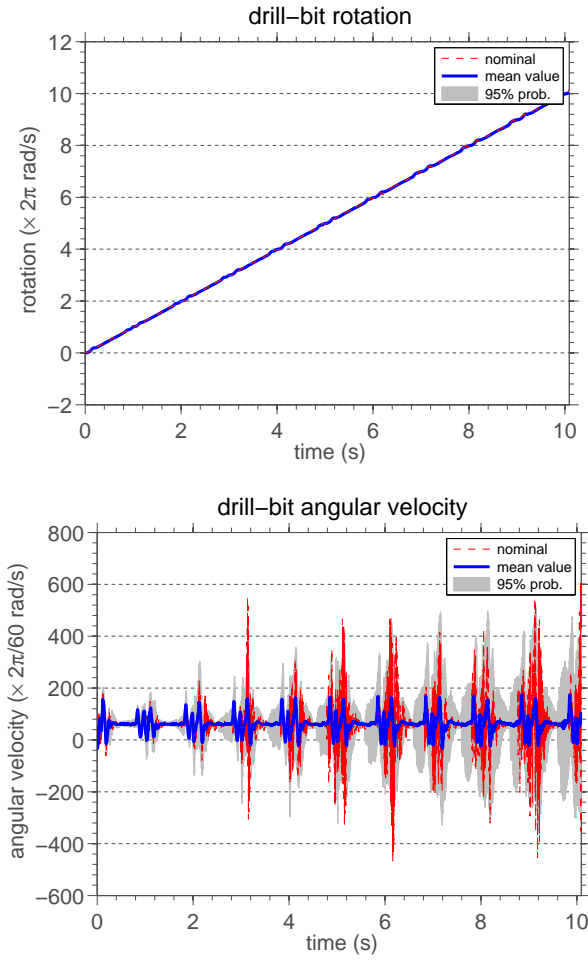 drill−bit rotation
12
10
8
6
4
2
0
−2
rotation (× 2π rad/s)
nominal
mean value
95% prob.
0 2 4 6 8 10
time (s)
drill−bit angular velocity
800
600
400
200
0
−200
−400
−600
angular velocity (× 2π/60 rad/s)
nominal
mean value
95% prob.
0 2 4 6 8 10
time (s)